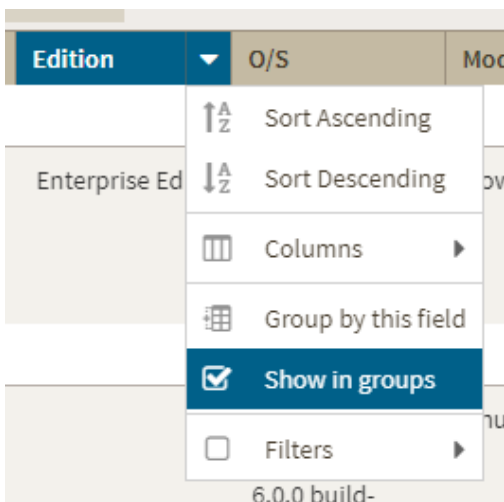 Edition O/S
Sort Ascending
Enterprise Ed Sort Descending
Columns
Group by this field
Show in groups
Filters
6.0.0 build-